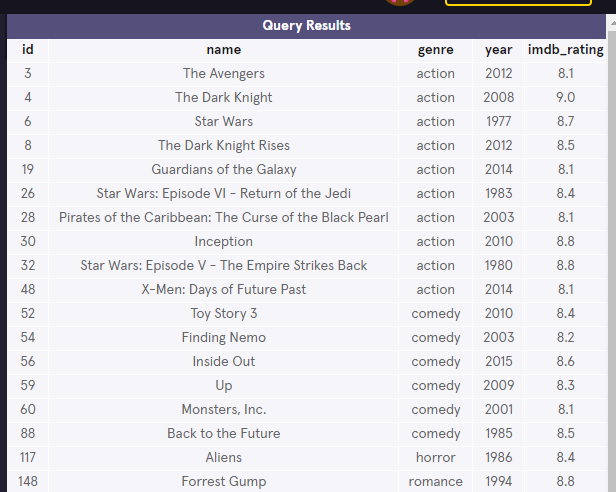 Query Results
id name genre year imdb_rating
3 The Avengers action 2012 8.1
4 The Dark Knight action 2008 9.0
6 Star Wars action 1977 8.7
8 The Dark Knight Rises action 2012 8.5
19 Guardians of the Galaxy action 2014 8.1
26 Star Wars: Episode VI - Return of the Jedi action 1983 8.4
28 Pirates of the Caribbean: The Curse of the Black Pearl action 2003 8.1
30 Inception action 2010 8.8
32 Star Wars: Episode V - The Empire Strikes Back action 1980 8.8
48 X-Men: Days of Future Past action 2014 8.1
52 Toy Story 3 comedy 2010 8.4
54 Finding Nemo comedy 2003 8.2
56 Inside Out comedy 2015 8.6
59 Up comedy 2009 8.3
60 Monsters, Inc. comedy 2001 8.1
88 Back to the Future comedy 1985 8.5
117 Aliens horror 1986 8.4
148 Forrest Gump romance 1994 8.8